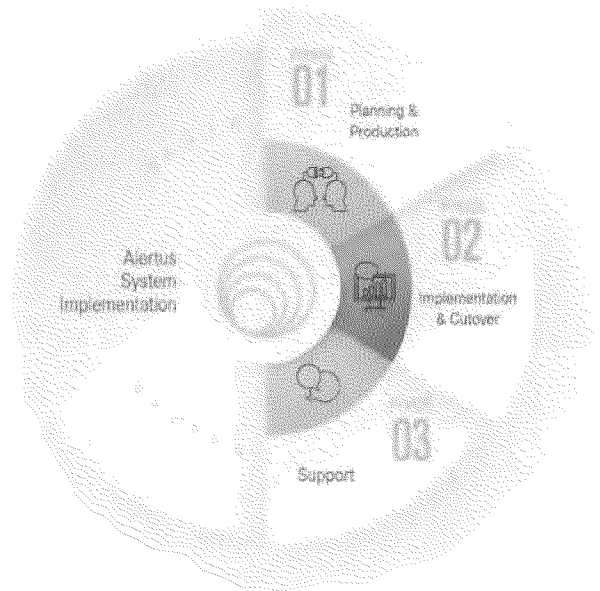 Alertus
System
Implementation
01
Planning &
Production
02
Implementation
& Cutover
03
Support